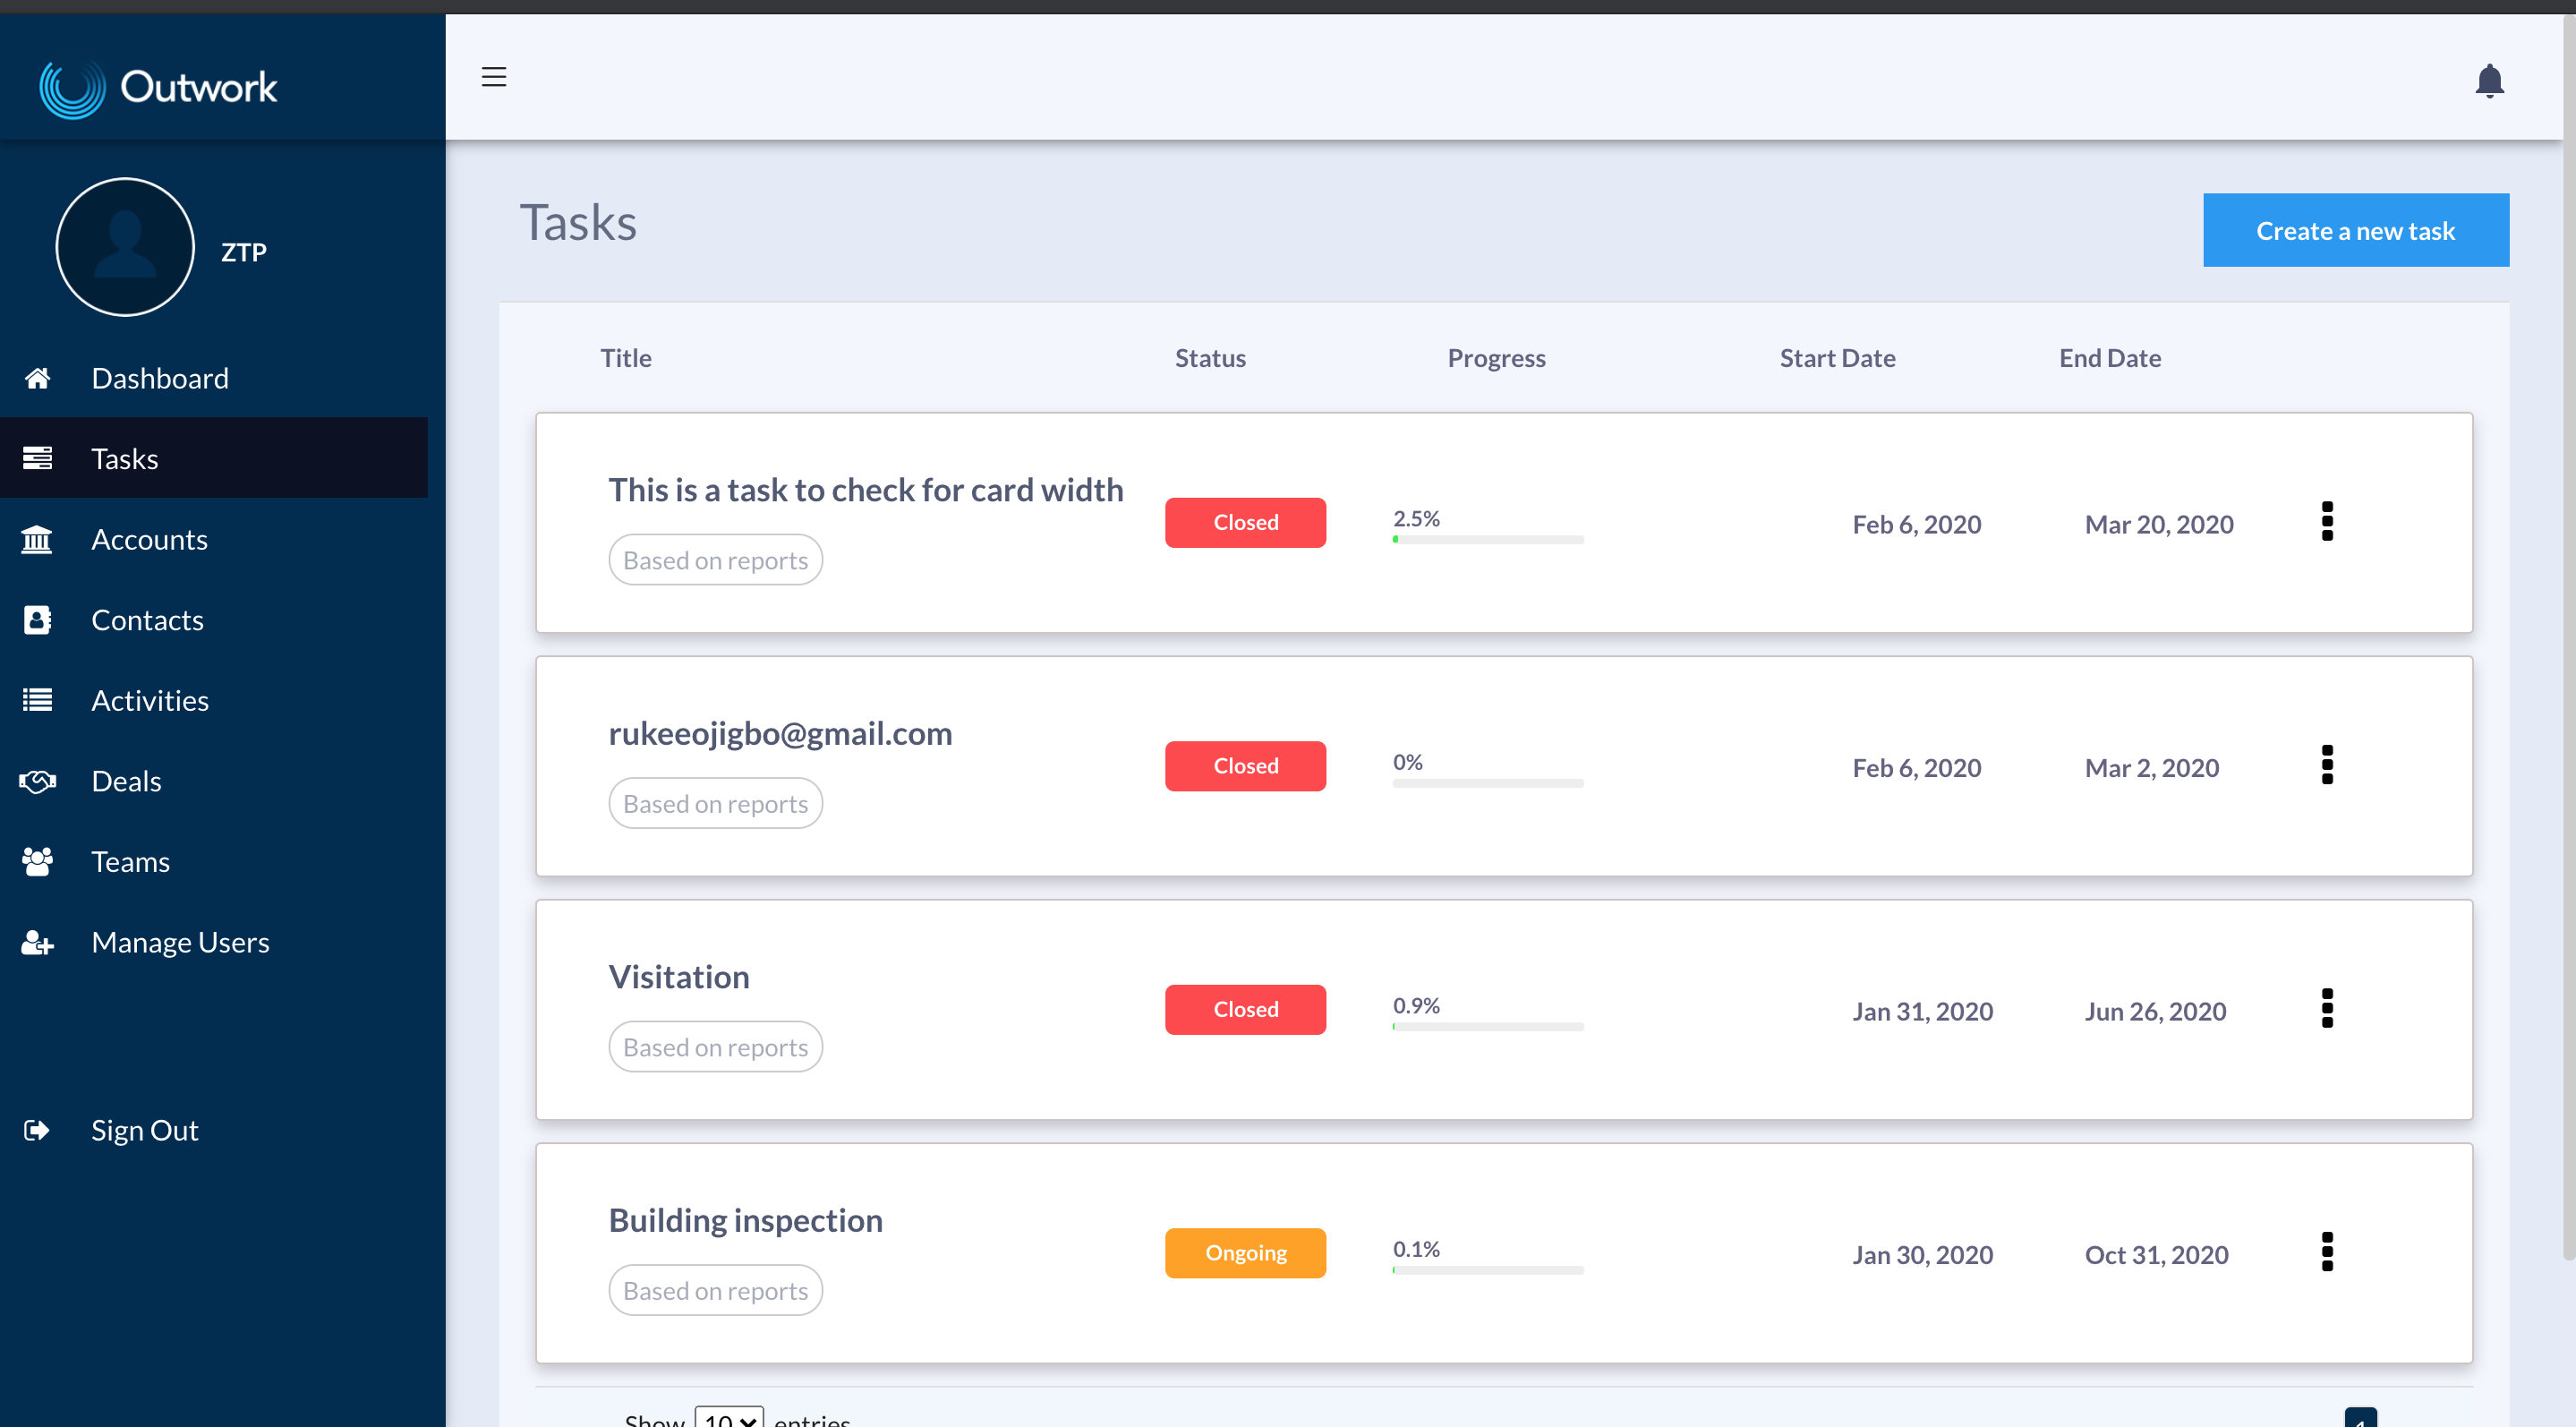 Outwork
ZTP
Dashboard
Tasks
Accounts
Contacts
Activities
Deals
Teams
Manage Users
Sign Out
Tasks
Create a new task
Title Status Progress Start Date End Date
This is a task to check for card width
Based on reports
Closed
2.5%
Feb 6, 2020
Mar 20, 2020
rukeeojigbo@gmail.com
Based on reports
Closed
0%
Feb 6, 2020
Mar 2, 2020
Visitation
Based on reports
Closed
0.9%
Jan 31, 2020
Jun 26, 2020
Building inspection
Based on reports
Ongoing
0.1%
Jan 30, 2020
Oct 31, 2020
Show 10 entries
1